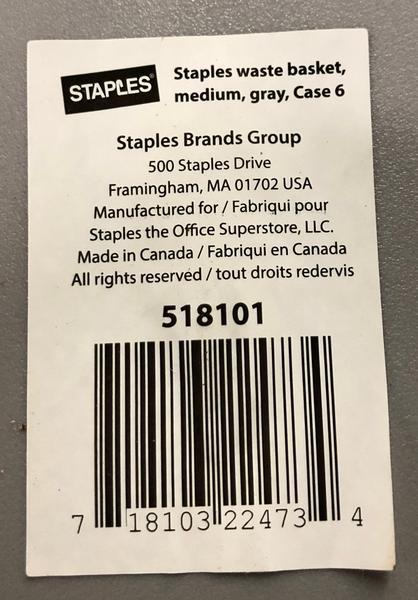 STAPLES®
Staples waste basket,
medium, gray, Case 6
Staples Brands Group
500 Staples Drive
Framingham, MA 01702 USA
Manufactured for / Fabriqui pour
Staples the Office Superstore, LLC.
Made in Canada / Fabriqui en Canada
All rights reserved / tout droits redervis
518101
7 18103 22473 4